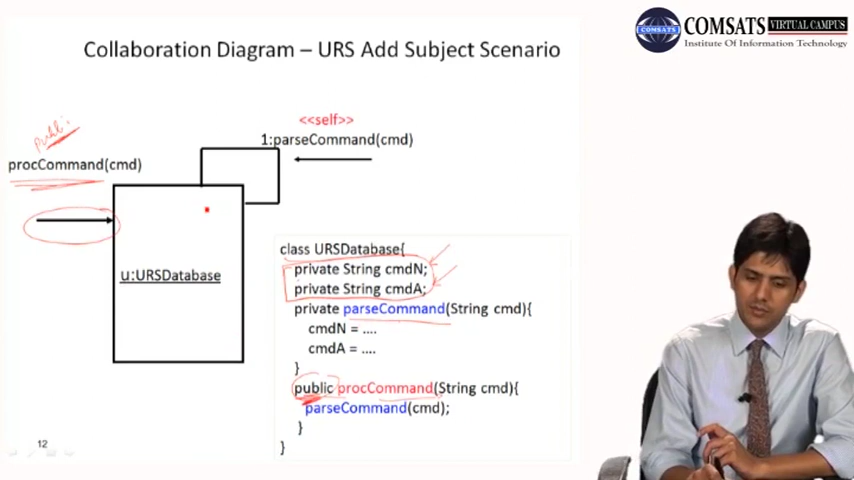 COMSATS VIRTUAL CAMPUS
COMSATS
Institute Of Information Technology
Collaboration Diagram – URS Add Subject Scenario
<<self>>
1:parseCommand(cmd)
procCommand(cmd)
u:URSDatabase
class URSDatabase{
private String cmdN;
private String cmdA;
private parseCommand(String cmd){
cmdN = ....
cmdA = ....
}
public procCommand(String cmd){
parseCommand(cmd);
}
}
12